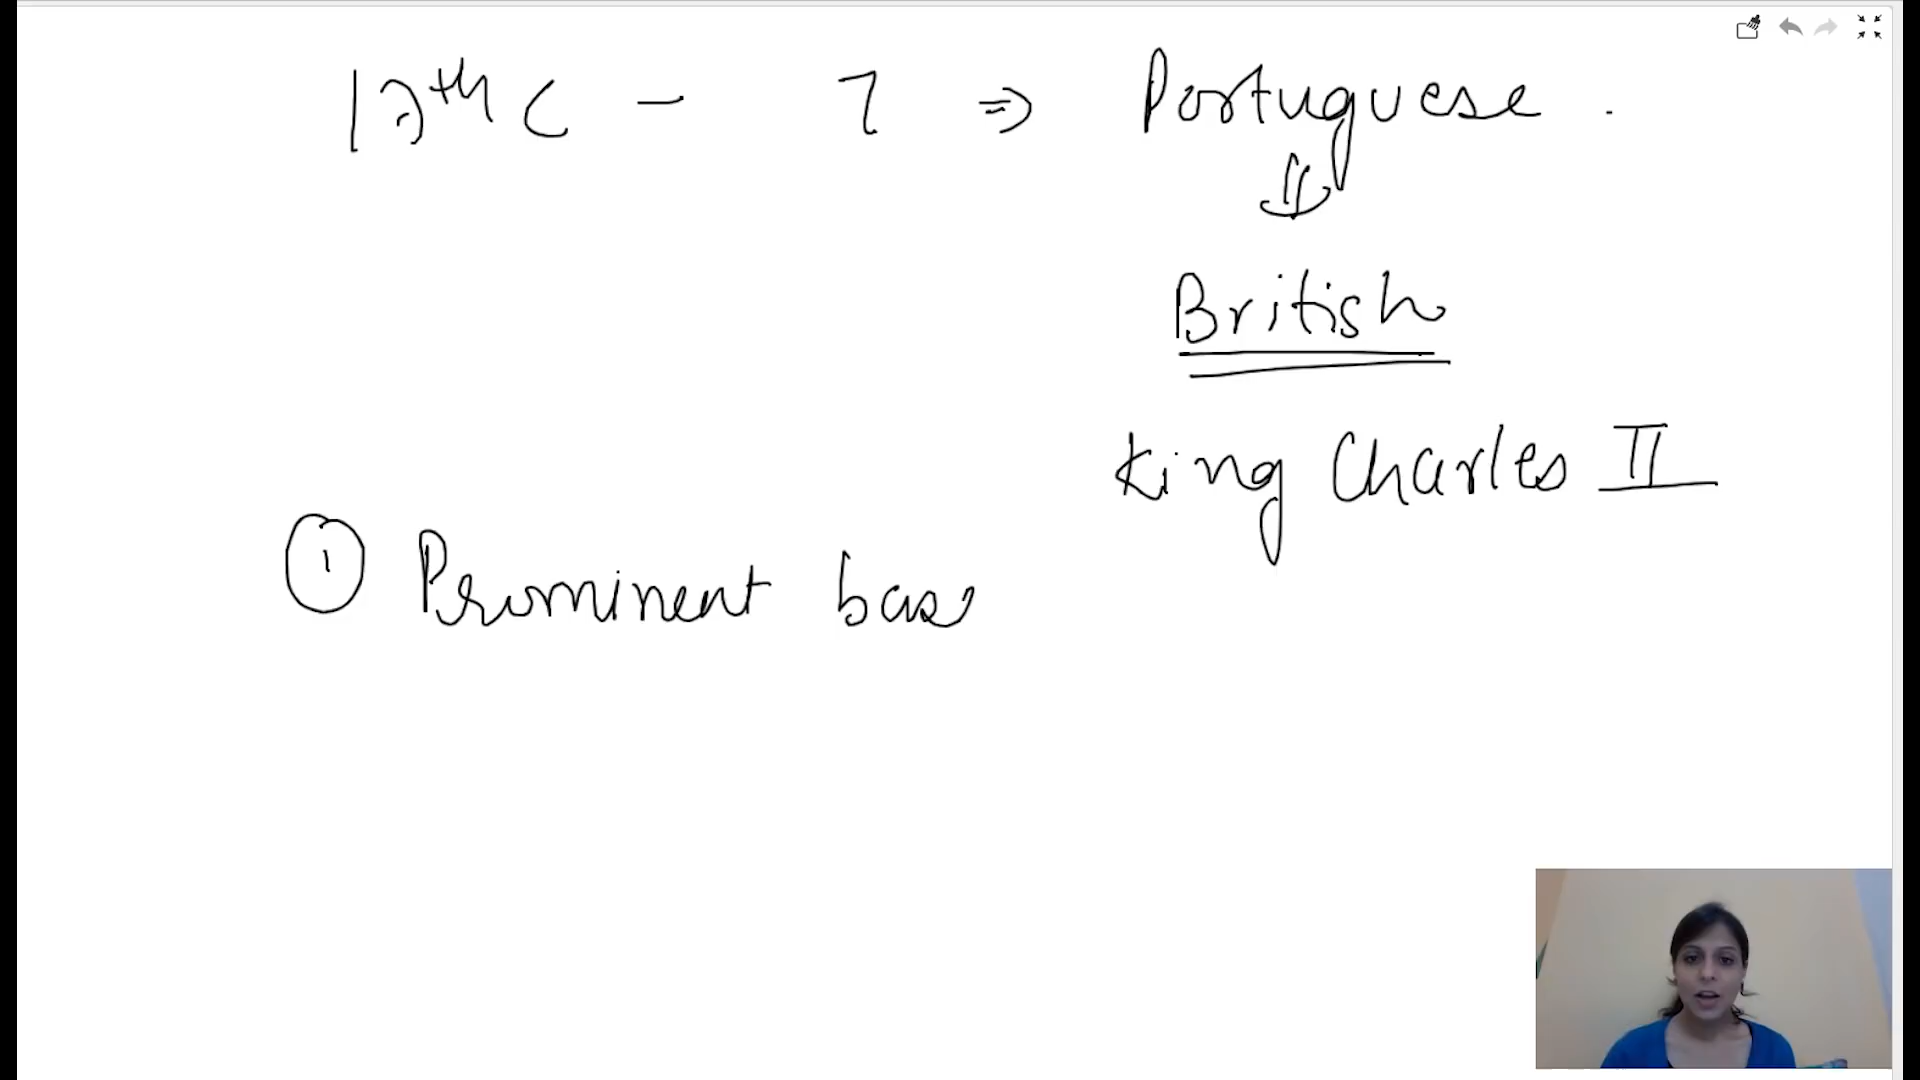 17th C - 7 ⇒ Portuguese.
⇓
British
King Charles II
① Prominent base